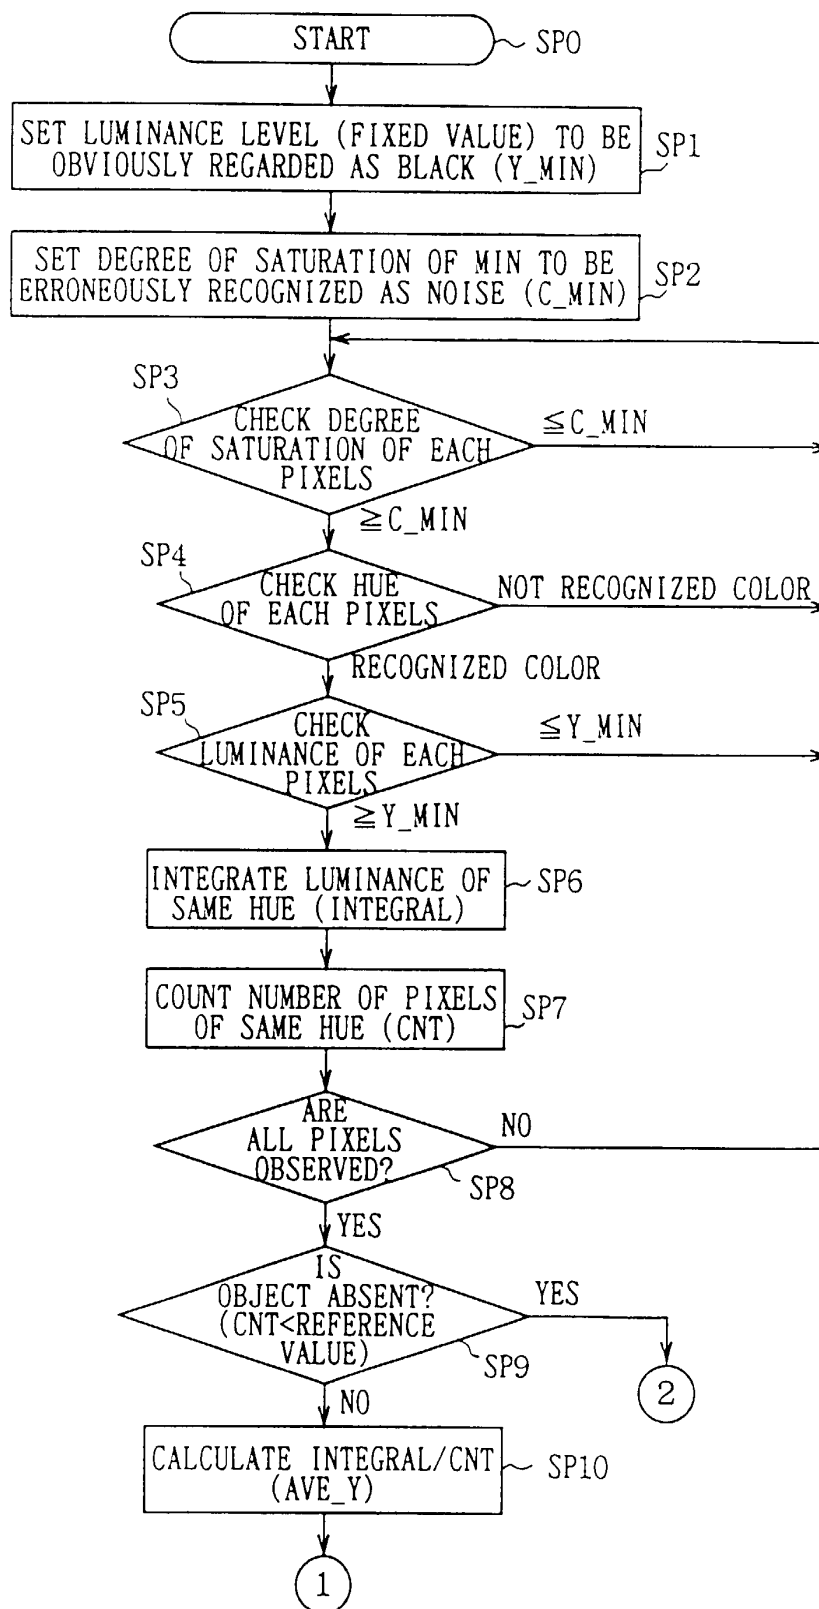 START
SP0
SET LUMINANCE LEVEL (FIXED VALUE) TO BE
OBVIOUSLY REGARDED AS BLACK (Y_MIN)
SP1
SET DEGREE OF SATURATION OF MIN TO BE
ERRONEOUSLY RECOGNIZED AS NOISE (C_MIN)
SP2
SP3
CHECK DEGREE
OF SATURATION OF EACH
PIXELS
≦C_MIN
≧C_MIN
SP4
CHECK HUE
OF EACH PIXELS
NOT RECOGNIZED COLOR
RECOGNIZED COLOR
SP5
CHECK
LUMINANCE OF EACH
PIXELS
≦Y_MIN
≧Y_MIN
INTEGRATE LUMINANCE OF
SAME HUE (INTEGRAL)
SP6
COUNT NUMBER OF PIXELS
OF SAME HUE (CNT)
SP7
ARE
ALL PIXELS
OBSERVED?
NO
SP8
YES
IS
OBJECT ABSENT?
(CNT<REFERENCE
VALUE)
YES
SP9
2
NO
CALCULATE INTEGRAL/CNT
(AVE_Y)
SP10
1